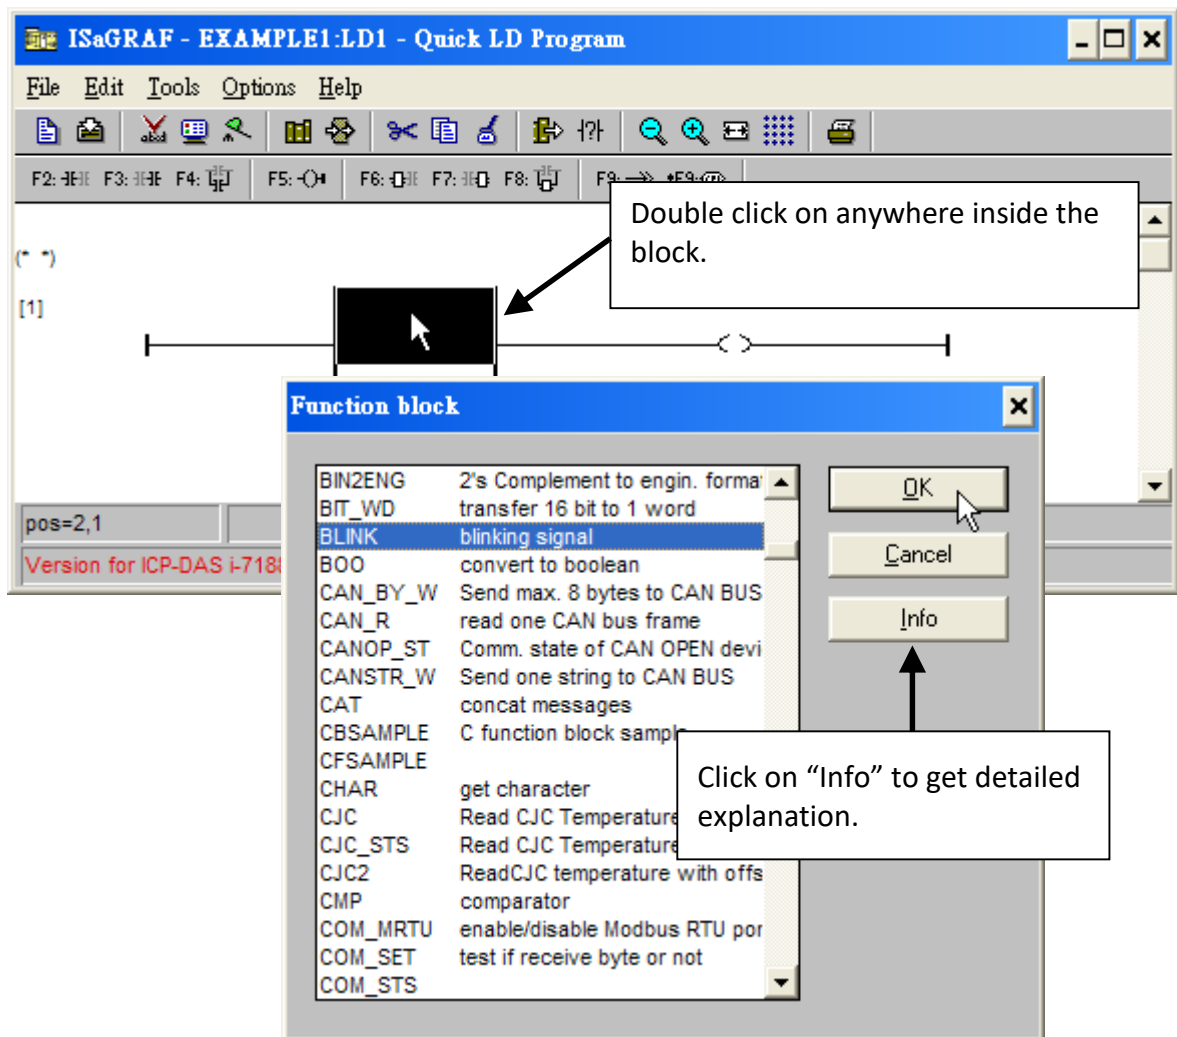 ISaGRAF - EXAMPLE1:LD1 - Quick LD Program
File Edit Tools Options Help
F2: F3: F4: F5: F6: F7: F8: F9:
Double click on anywhere inside the
block.
(* *)
[1]
Function block
BIN2ENG 2's Complement to engin. forma
BIT_WD transfer 16 bit to 1 word
BLINK blinking signal
BOO convert to boolean
CAN_BY_W Send max. 8 bytes to CAN BUS
CAN_R read one CAN bus frame
CANOP_ST Comm. state of CAN OPEN devi
CANSTR_W Send one string to CAN BUS
CAT concat messages
CBSAMPLE C function block sample
CFSAMPLE
CHAR get character
CJC Read CJC Temperature
CJC_STS Read CJC Temperature
CJC2 ReadCJC temperature with offs
CMP comparator
COM_MRTU enable/disable Modbus RTU por
COM_SET test if receive byte or not
COM_STS
OK
Cancel
Info
Click on “Info” to get detailed
explanation.
pos=2,1
Version for ICP-DAS i-7188